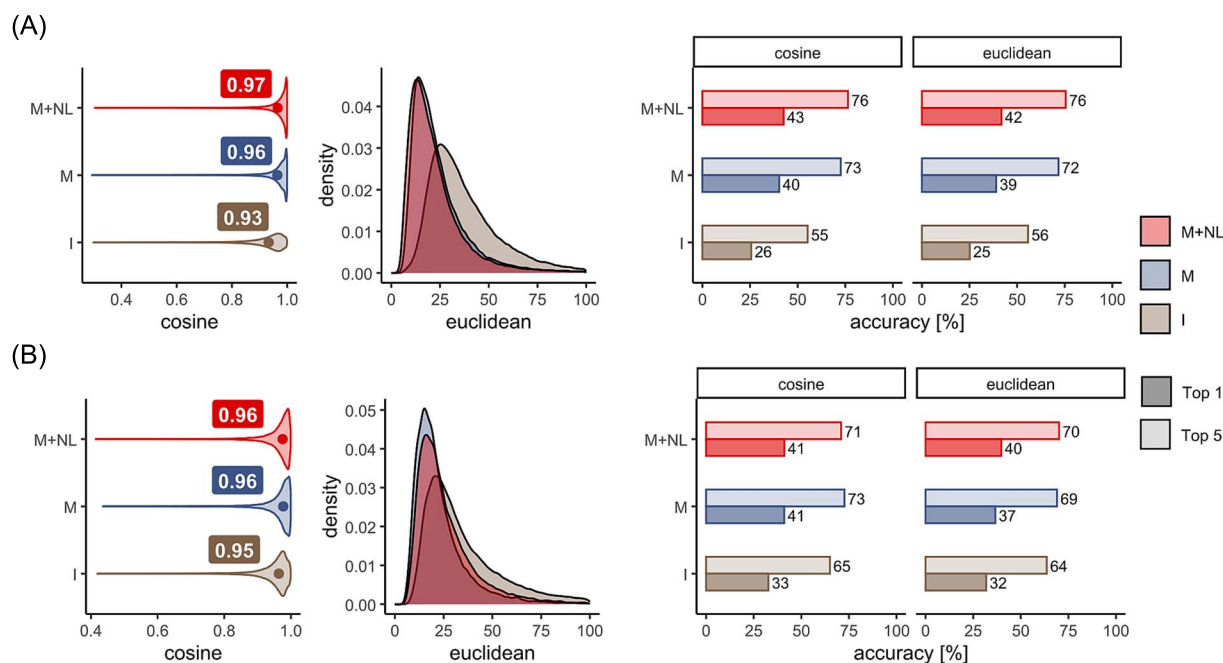 (A)
cosine
euclidean
0.97
M+NL
0.96
M
0.93
I
0.4 0.6 0.8 1.0
cosine
density
0.04
0.03
0.02
0.01
0.00
0 25 50 75 100
euclidean
M+NL
76
43
76
42
M
73
40
72
39
I
55
26
56
25
0 25 50 75 100
0 25 50 75 100
accuracy [%]
M+NL
M
I
(B)
cosine
euclidean
0.96
M+NL
0.96
M
0.95
I
0.4 0.6 0.8 1.0
cosine
density
0.05
0.04
0.03
0.02
0.01
0.00
0 25 50 75 100
euclidean
M+NL
71
41
70
40
M
73
41
69
37
I
65
33
64
32
0 25 50 75 100
0 25 50 75 100
accuracy [%]
Top 1
Top 5